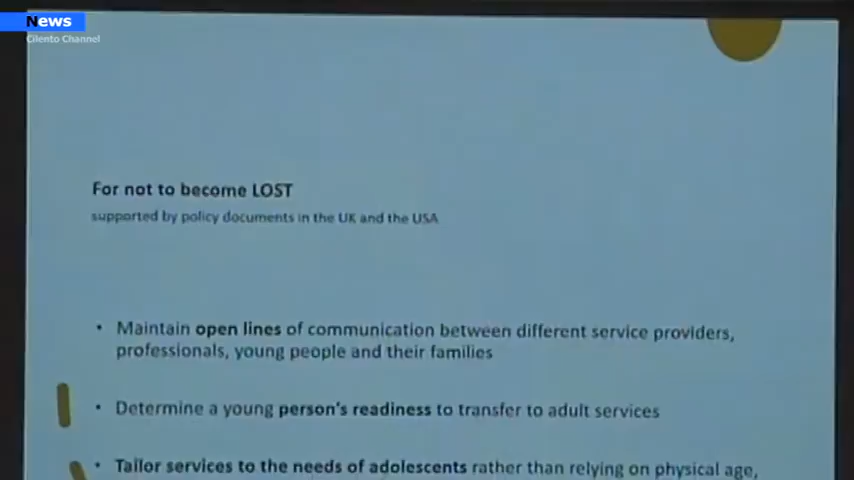 News
Cilento Channel
For not to become LOST
supported by policy documents in the UK and the USA
• Maintain open lines of communication between different service providers,
professionals, young people and their families
• Determine a young person's readiness to transfer to adult services
• Tailor services to the needs of adolescents rather than relying on physical age,